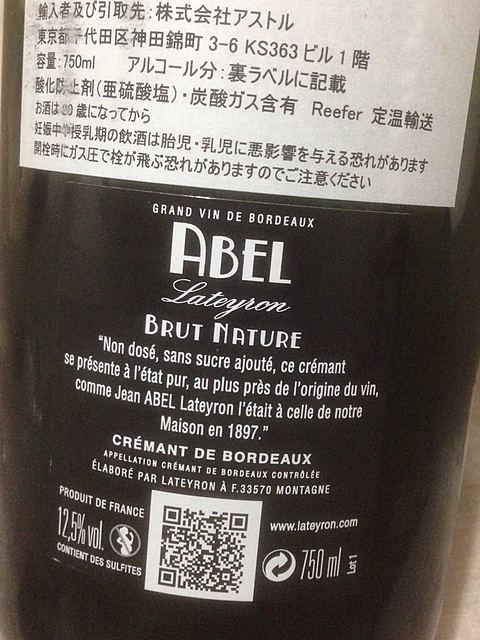 輸入者及び引取先：株式会社アストル
東京都千代田区神田錦町 3-6 KS363ビル1階
容量：750ml アルコール分：裏ラベルに記載
酸化防止剤(亜硫酸塩)・炭酸ガス含有 Reefer 定温輸送
お酒は20歳になってから
妊娠中や授乳期の飲酒は胎児・乳児に悪影響を与える恐れがあります
開栓時にガス圧で栓が飛ぶ恐れがありますのでご注意ください
GRAND VIN DE BORDEAUX
ABEL
Lateyron
BRUT NATURE
“Non dosé, sans sucre ajouté, ce crémant
se présente à l'état pur, au plus près de l'origine du vin,
comme Jean ABEL Lateyron l'était à celle de notre
Maison en 1897.”
CRÉMANT DE BORDEAUX
APPELLATION CRÉMANT DE BORDEAUX CONTRÔLÉE
ÉLABORÉ PAR LATEYRON À F.33570 MONTAGNE
PRODUIT DE FRANCE
12,5% vol.
CONTIENT DES SULFITES
www.lateyron.com
750 ml
Lot 1